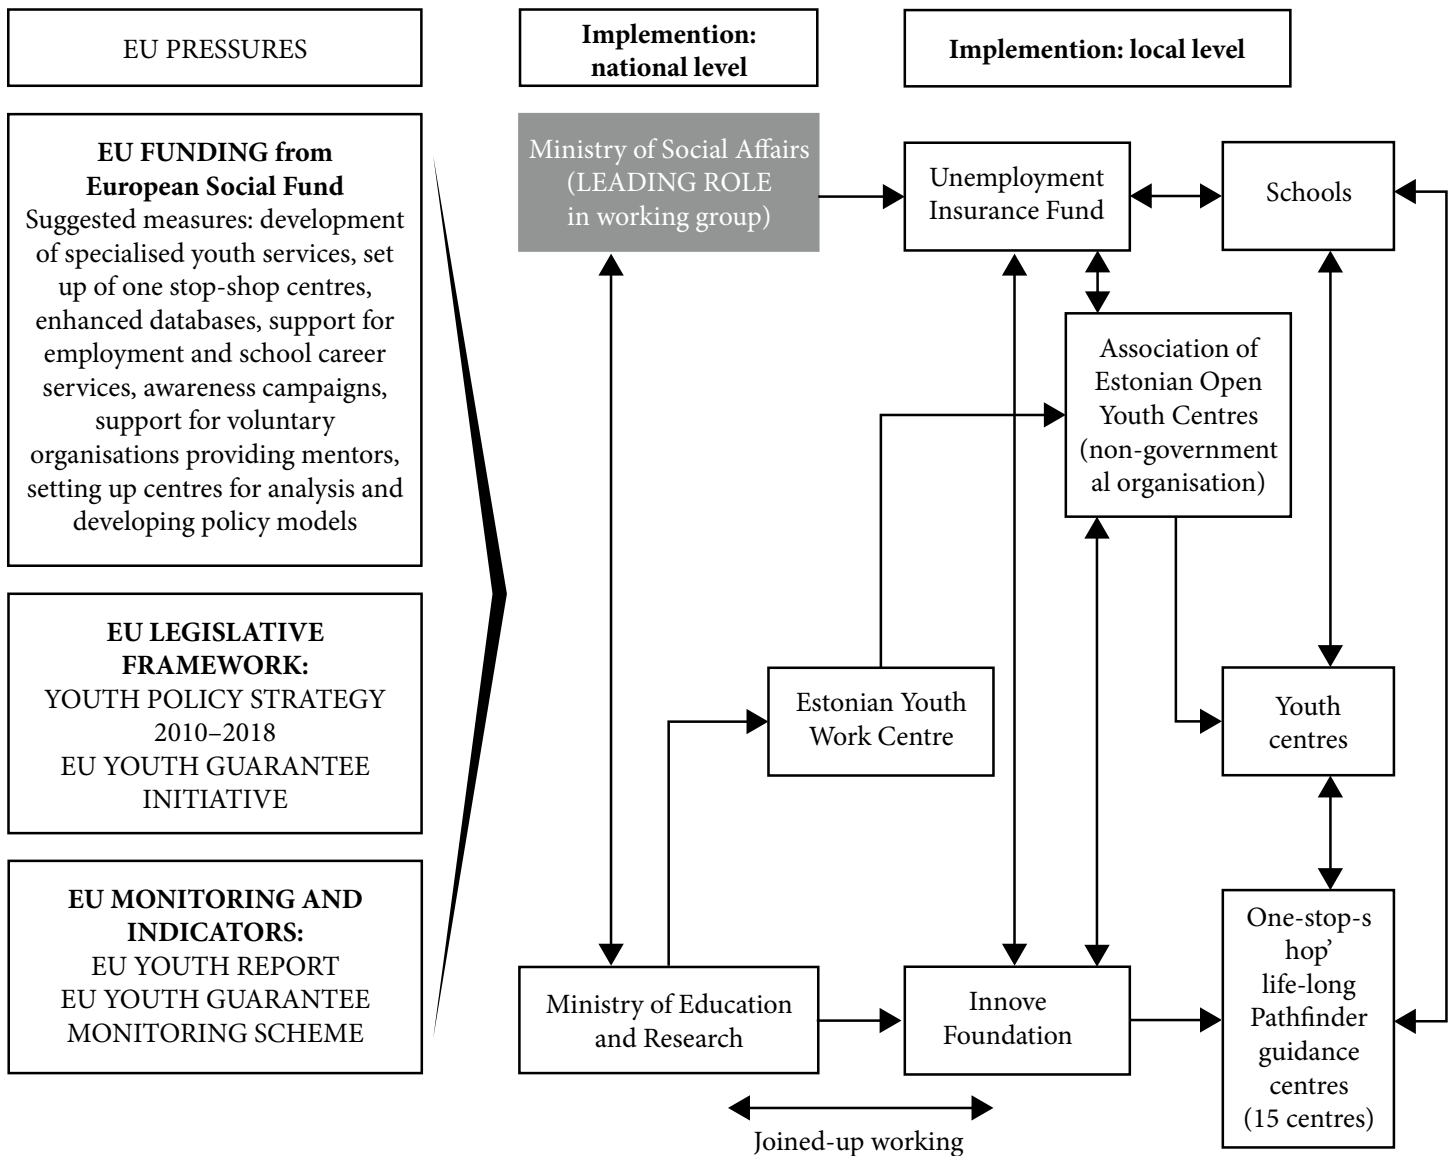 EU PRESSURES
Implemention:
national level
Implemention: local level
EU FUNDING from
European Social Fund
Suggested measures: development
of specialised youth services, set
up of one stop-shop centres,
enhanced databases, support for
employment and school career
services, awareness campaigns,
support for voluntary
organisations providing mentors,
setting up centres for analysis and
developing policy models
EU LEGISLATIVE
FRAMEWORK:
YOUTH POLICY STRATEGY
2010–2018
EU YOUTH GUARANTEE
INITIATIVE
EU MONITORING AND
INDICATORS:
EU YOUTH REPORT
EU YOUTH GUARANTEE
MONITORING SCHEME
Ministry of Social Affairs
(LEADING ROLE
in working group)
Unemployment
Insurance Fund
Schools
Association of
Estonian Open
Youth Centres
(non-government
al organisation)
Estonian Youth
Work Centre
Youth
centres
Ministry of Education
and Research
Innove
Foundation
One-stop-s
hop’
life-long
Pathfinder
guidance
centres
(15 centres)
Joined-up working